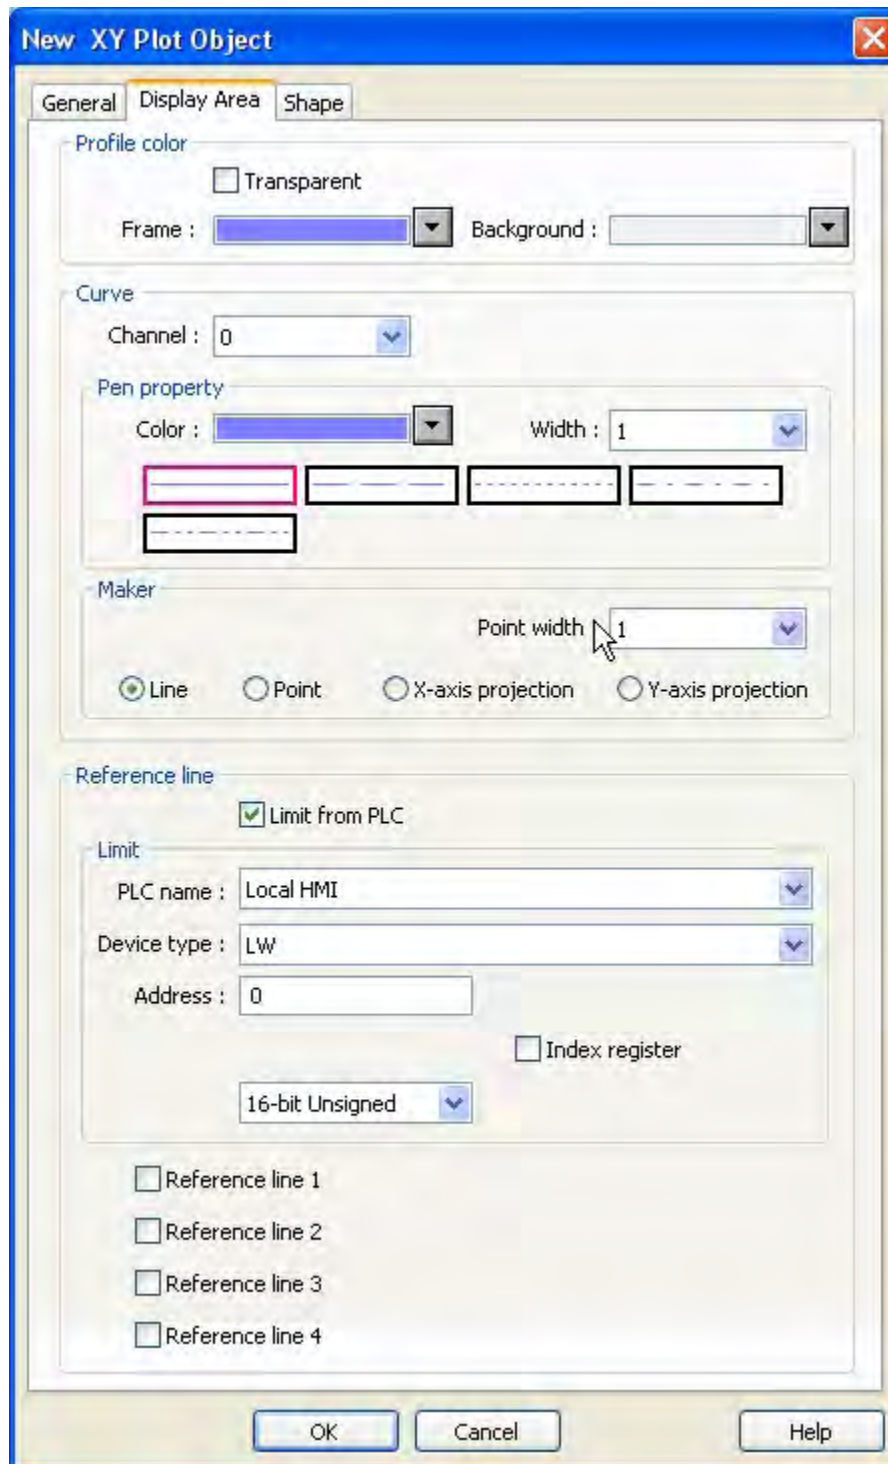 New XY Plot Object
General Display Area Shape
Profile color
Transparent
Frame : Background :
Curve
Channel : 0
Pen property
Color : Width : 1
Maker
Point width 1
Line Point X-axis projection Y-axis projection
Reference line
Limit from PLC
Limit
PLC name : Local HMI
Device type : LW
Address : 0
Index register
16-bit Unsigned
Reference line 1
Reference line 2
Reference line 3
Reference line 4
OK Cancel Help